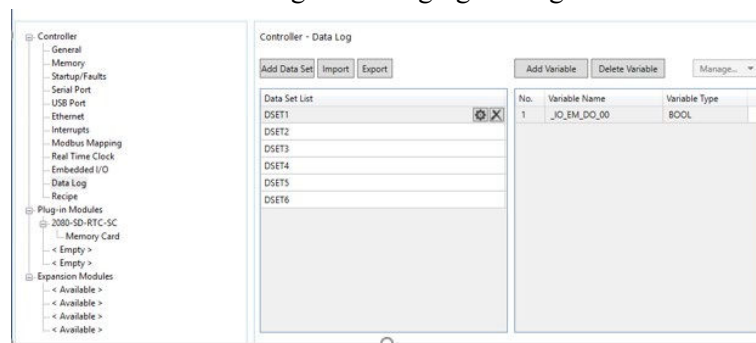 Controller
General
Memory
Startup/Faults
Serial Port
USB Port
Ethernet
Interrupts
Modbus Mapping
Real Time Clock
Embedded I/O
Data Log
Recipe
Plug-in Modules
2080-SD-RTC-SC
Memory Card
< Empty >
< Empty >
Expansion Modules
< Available >
< Available >
< Available >
< Available >
Controller - Data Log
Add Data Set Import Export
Data Set List
DSET1
DSET2
DSET3
DSET4
DSET5
DSET6
Add Variable Delete Variable Manage...
No. Variable Name Variable Type
1 _IO_EM_DO_00 BOOL